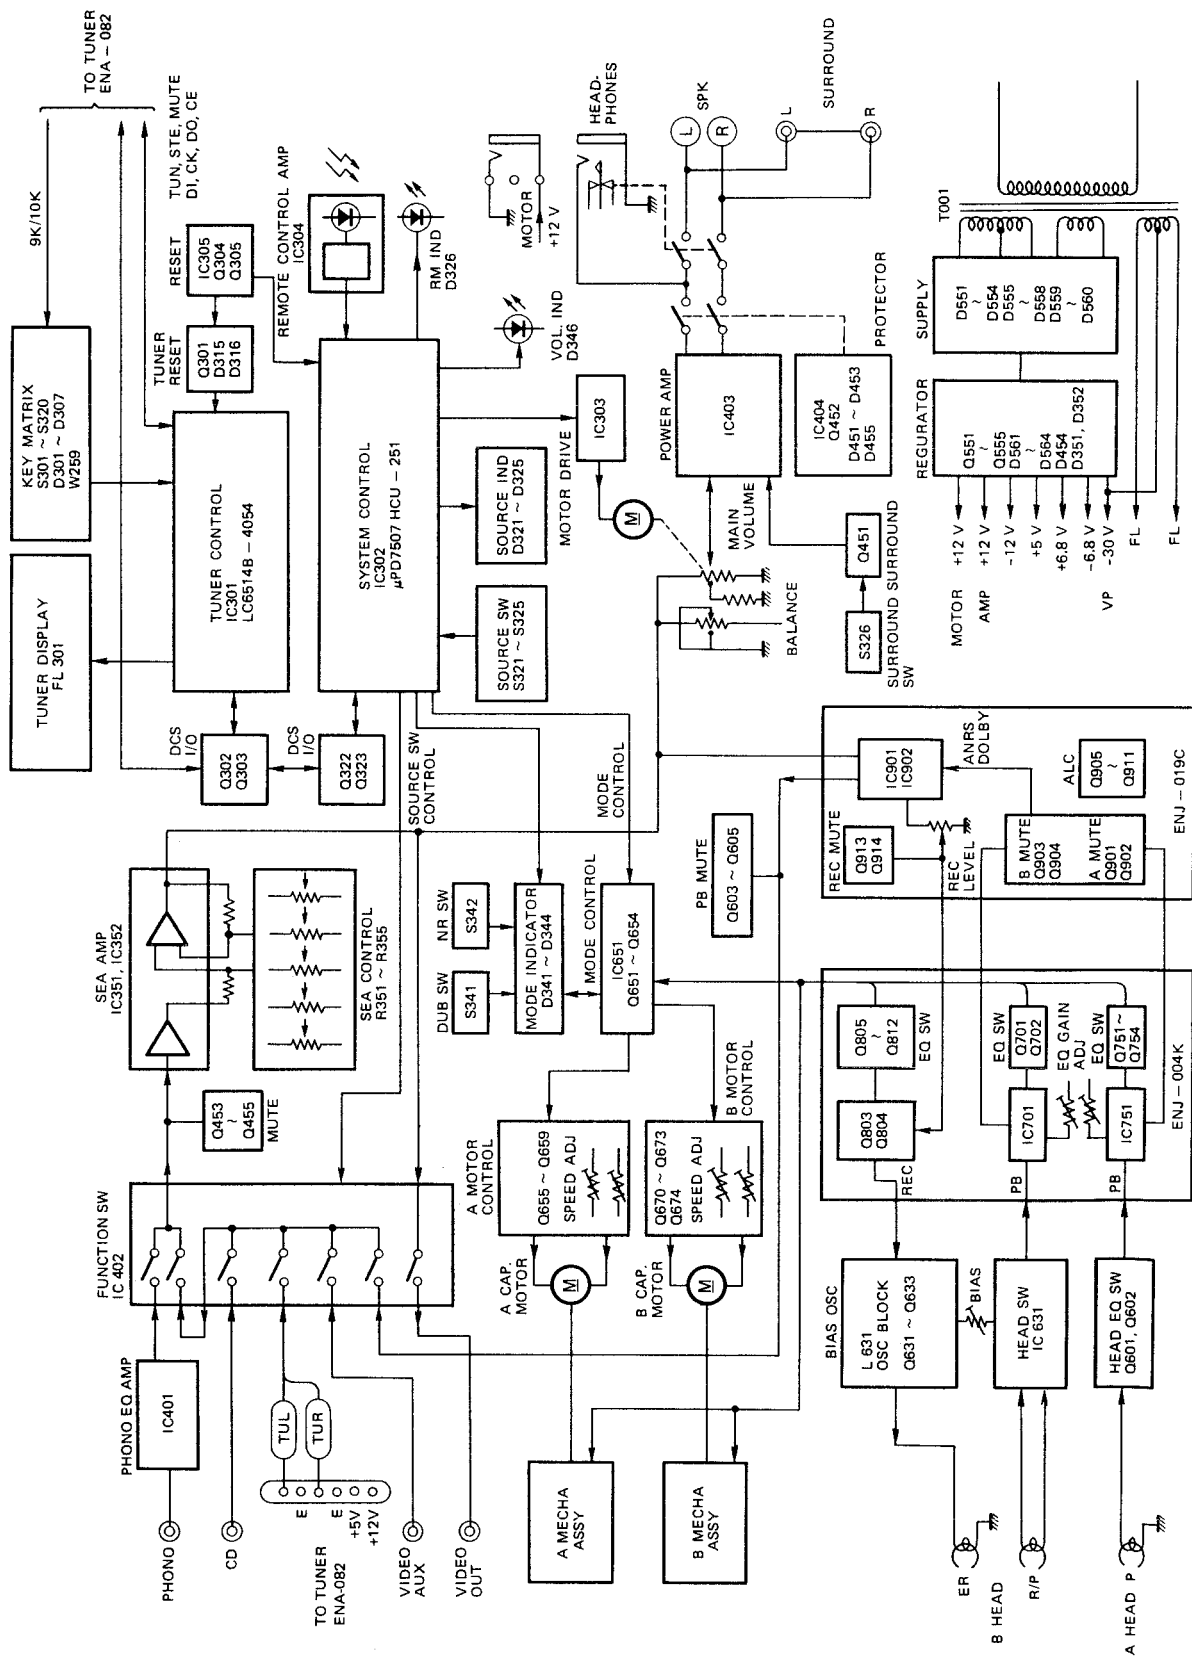 PHONO
PHONO EQ AMP
IC401
CD
TUL
TUR
E
E
+5V
+12V
TO TUNER
ENA-082
VIDEO
AUX
VIDEO
OUT
FUNCTION SW
IC 402
Q453
~
Q455
MUTE
SEA AMP
IC351, IC352
SEA CONTROL
R351 ~ R355
TUNER DISPLAY
FL 301
KEY MATRIX
S301 ~ S320
D301 ~ D307
W259
9K/10K
TO TUNER
ENA – 082
TUN, STE, MUTE
DI, CK, DO, CE
DCS
I/O
Q302
Q303
TUNER CONTROL
IC301
LC6514B – 4054
TUNER
RESET
Q301
D315
D316
RESET
IC305
Q304
Q305
DCS
I/O
Q322
Q323
SYSTEM CONTROL
IC302
μPD7507 HCU – 251
REMOTE CONTROL AMP
IC304
RM IND
D326
VOL. IND
D346
SOURCE SW
CONTROL
SOURCE SW
S321 ~ S325
SOURCE IND
D321 ~ D325
MOTOR DRIVE
IC303
M
MOTOR
+12 V
HEAD-
PHONES
SPK
L
R
L
R
SURROUND
MODE
CONTROL
DUB SW
S341
NR SW
S342
MODE INDICATOR
D341 ~ D344
MODE CONTROL
IC651
Q651 ~ Q654
A MOTOR
CONTROL
Q655 ~ Q659
SPEED ADJ
A CAP.
MOTOR
M
B MOTOR
CONTROL
Q670 ~ Q673
Q674
SPEED ADJ
B CAP.
MOTOR
M
A MECHA
ASSY
B MECHA
ASSY
PB MUTE
Q603 ~ Q605
BALANCE
MAIN
VOLUME
POWER AMP
IC403
PROTECTOR
IC404
Q452
D451 ~ D453
D455
S326
SURROUND SURROUND
SW
Q451
BIAS OSC
L 631
OSC BLOCK
Q631 ~ Q633
BIAS
HEAD SW
IC 631
HEAD EQ SW
Q601, Q602
ER
B HEAD
R/P
A HEAD P
REC
PB
PB
Q803
Q804
Q805
~
Q812
EQ SW
EQ SW
Q701
Q702
IC701
EQ GAIN
ADJ
EQ SW
Q751 ~
Q754
IC751
ENJ – 004K
REC MUTE
Q913
Q914
REC
LEVEL
IC901
IC902
ANRS
DOLBY
B MUTE
Q903
Q904
A MUTE
Q901
Q902
ALC
Q905
~
Q911
ENJ – 019C
MOTOR +12 V
AMP +12 V
-12 V
+5 V
+6.8 V
-6.8 V
VP -30 V
FL
FL
REGURATOR
Q551
~
Q555
D561
~
D564
D454
D351, D352
SUPPLY
D551
~
D554
D555
~
D558
D559
~
D560
T001